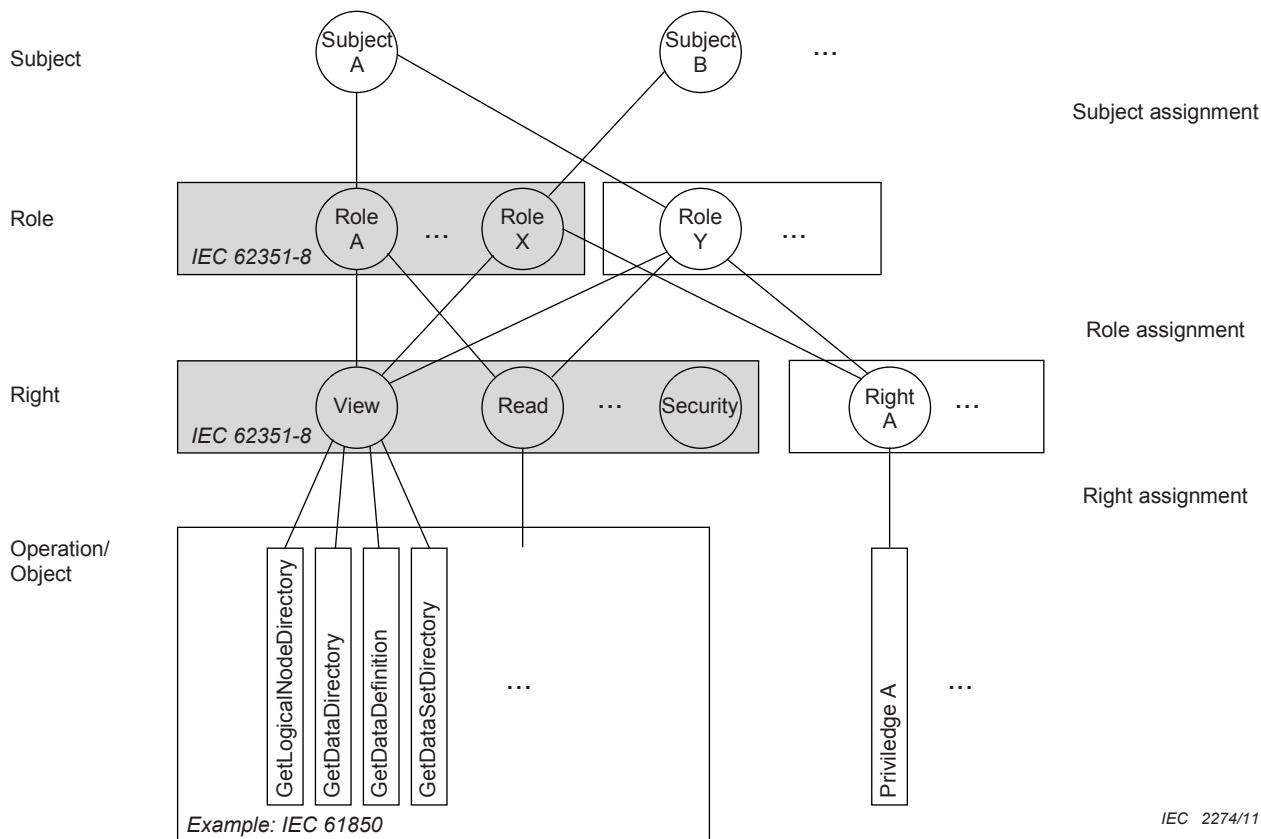 Subject
Subject
A
Subject
B
...
Subject assignment
Role
Role
A
...
Role
X
Role
Y
...
IEC 62351-8
Role assignment
Right
View
Read
...
Security
Right
A
...
IEC 62351-8
Right assignment
Operation/
Object
GetLogicalNodeDirectory
GetDataDirectory
GetDataDefinition
GetDataSetDirectory
...
Priviledge A
...
Example: IEC 61850
IEC 2274/11